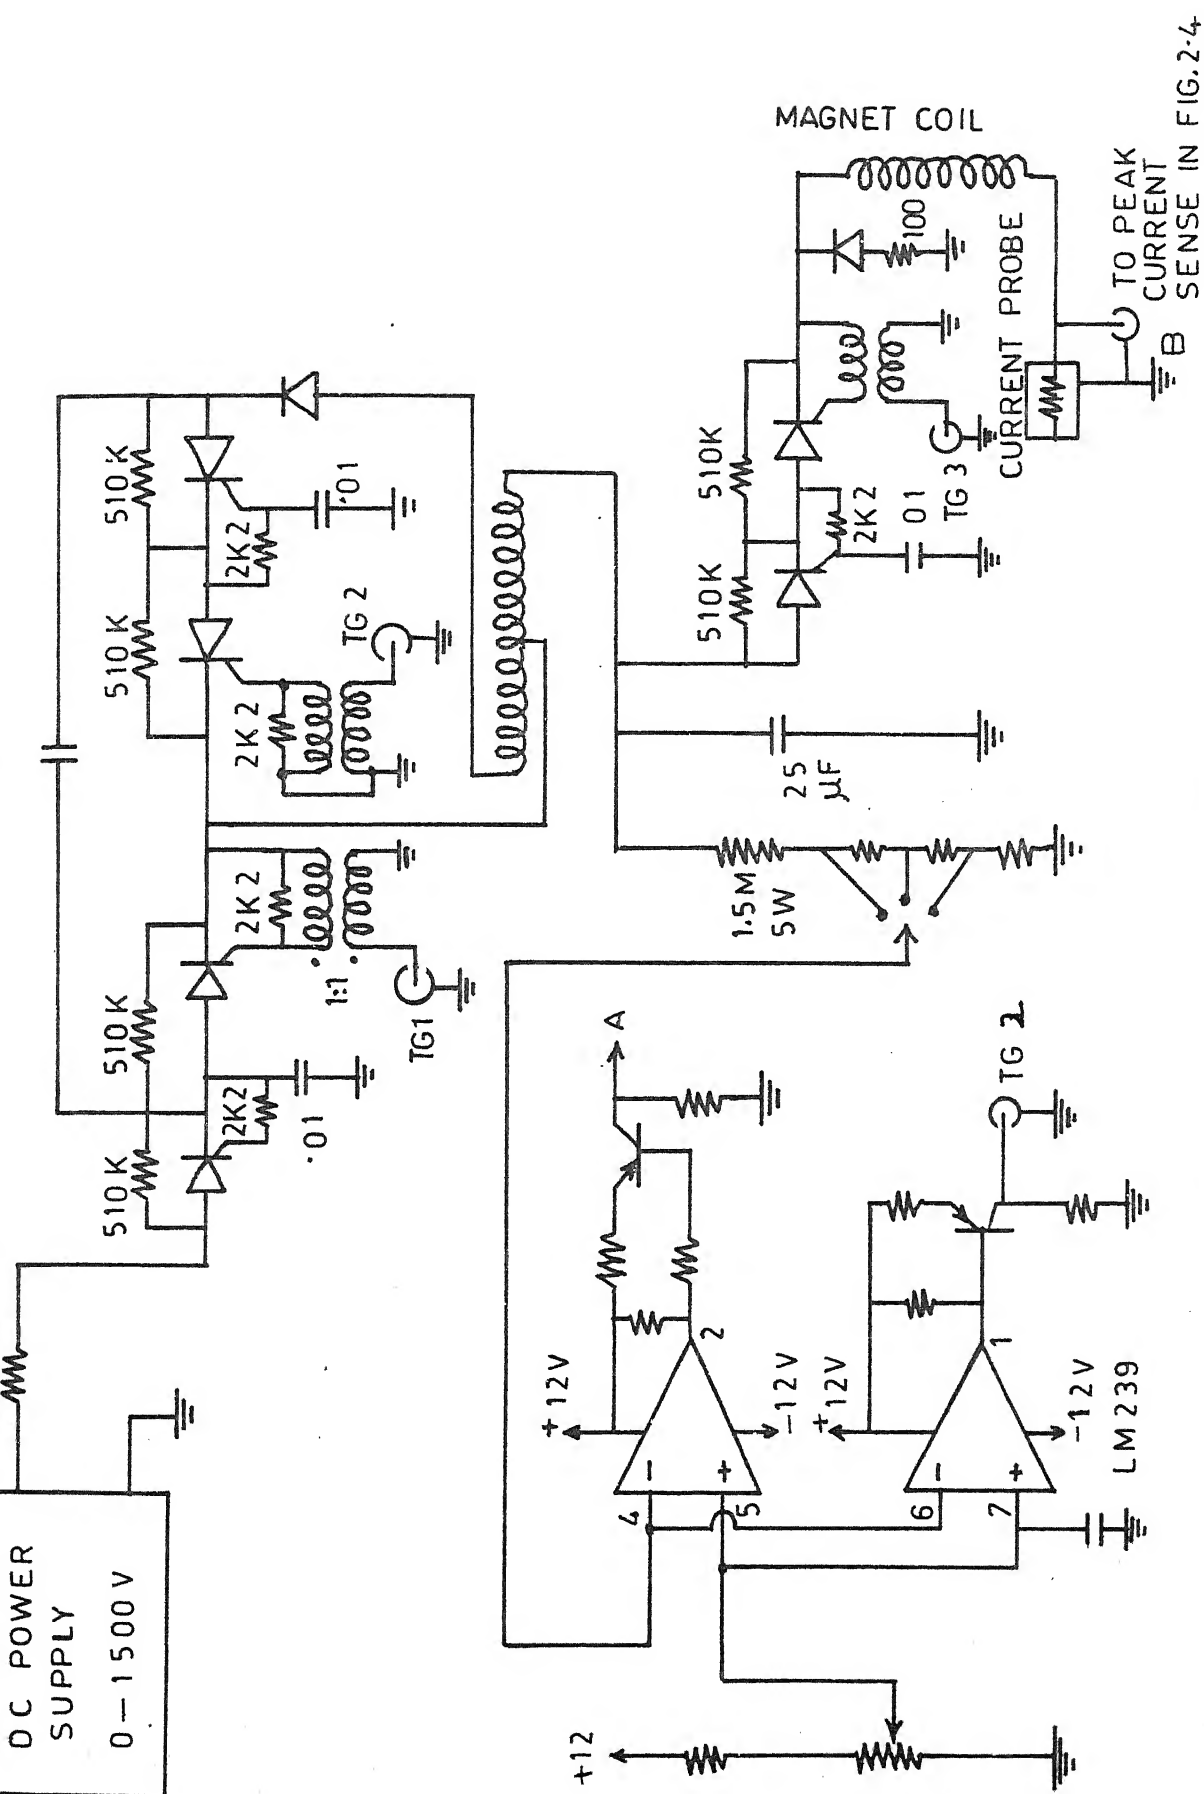 DC POWER
SUPPLY
0—1500V
510K
510K
2K2
.01
1:1
TG1
2K2
510K
510K
2K2
TG 2
2K2
.01
+12V
-12V
4
5
2
A
+12V
-12V
6
7
1
LM239
TG 2
+12
1.5M
5W
25
µF
510K
510K
2K2
01
TG 3
100
MAGNET COIL
CURRENT PROBE
B
TO PEAK
CURRENT
SENSE IN FIG.2-4